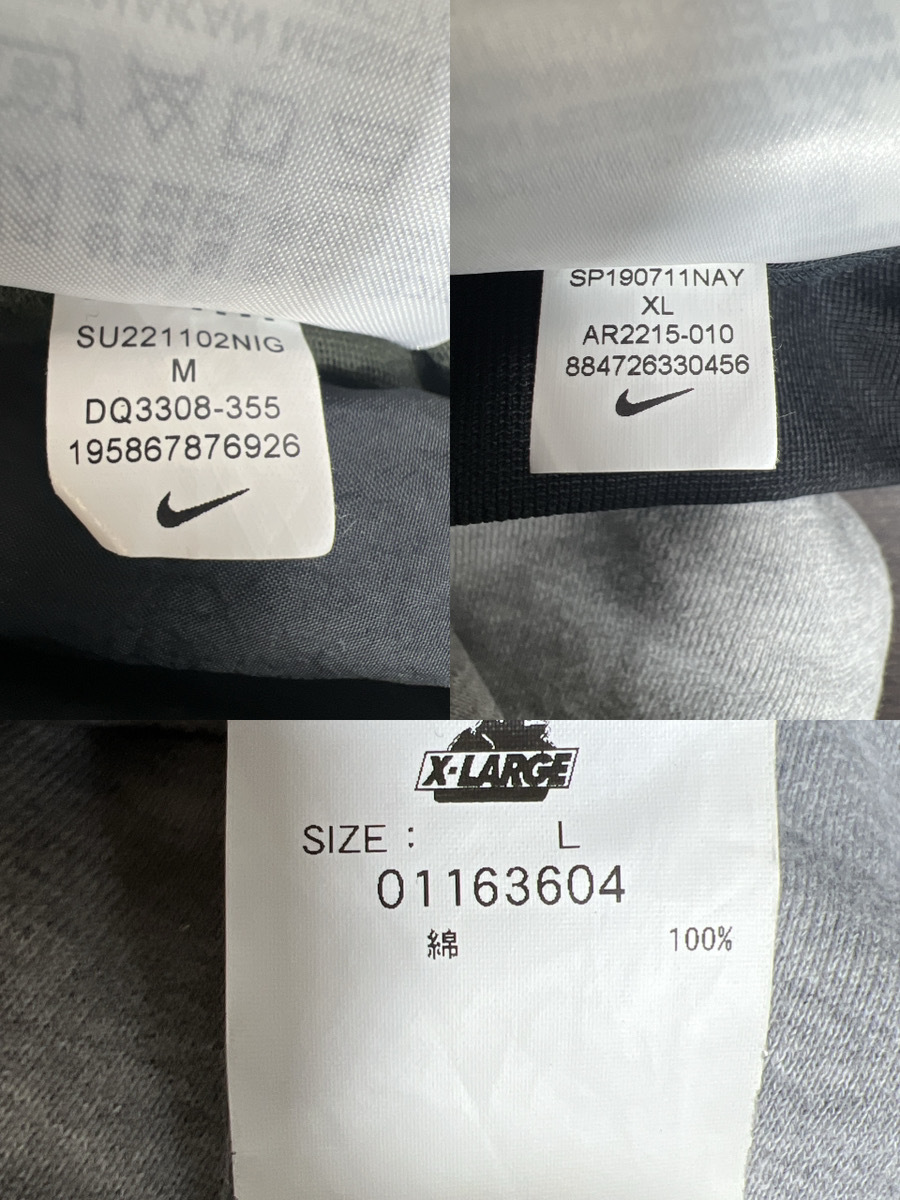 SU221102NIG
M
DQ3308-355
195867876926
SP190711NAY
XL
AR2215-010
884726330456
X-LARGE
SIZE : L
01163604
綿 100%